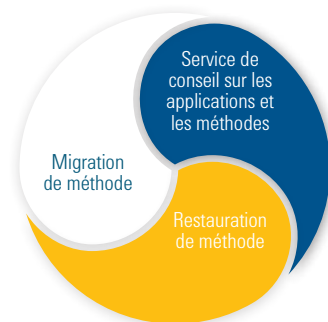 Service de
conseil sur les
applications et
les méthodes
Migration
de méthode
Restauration
de méthode